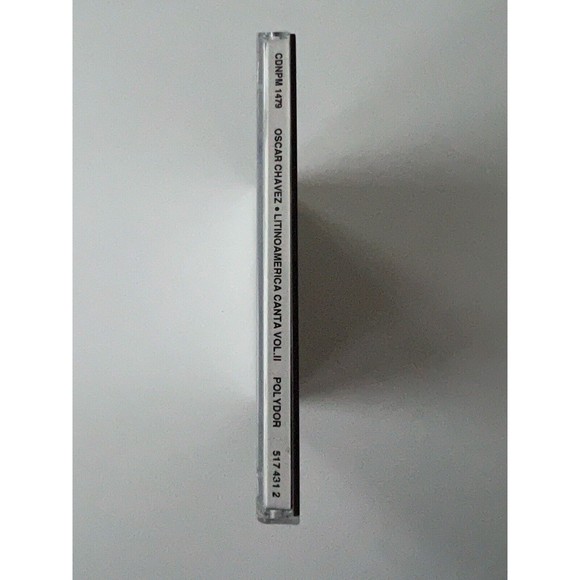 CDNPM 1479 OSCAR CHAVEZ • LITINOAMERICA CANTA VOL.II POLYDOR 517 431 2